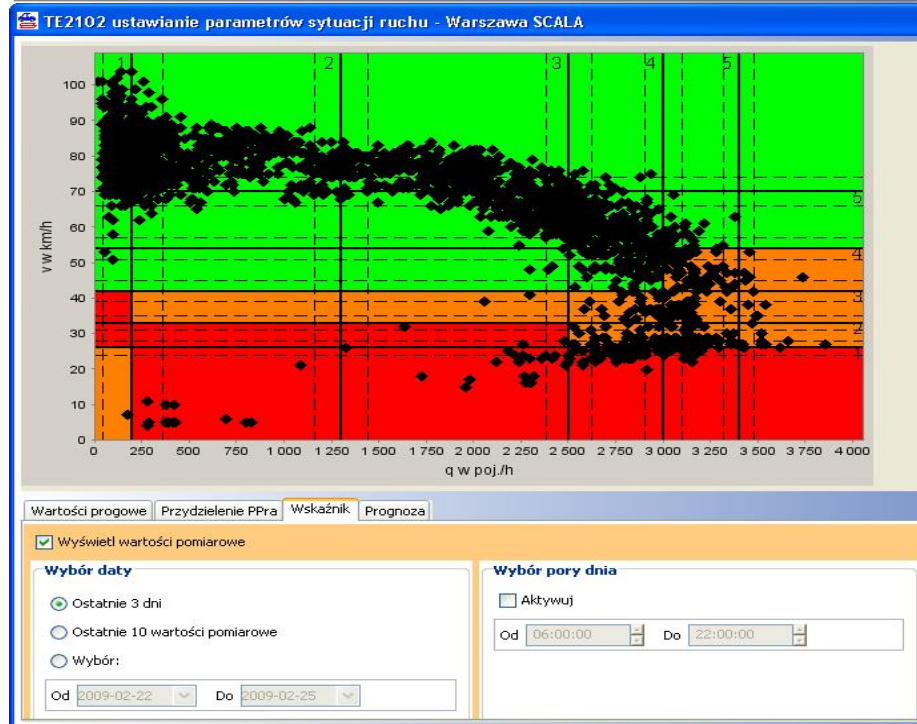 TE2102 ustawianie parametrów sytuacji ruchu - Warszawa SCALA
1 2 3 4 5
100
90
80
70
60
50
40
30
20
10
0
5
4
3
2
1
v w km/h
0 250 500 750 1 000 1 250 1 500 1 750 2 000 2 250 2 500 2 750 3 000 3 250 3 500 3 750 4 000
q w poj./h
Wartości progowe Przydzielenie PPra Wskaźnik Prognoza
Wyświetl wartości pomiarowe
Wybór daty
Ostatnie 3 dni
Ostatnie 10 wartości pomiarowe
Wybór:
Od 2009-02-22 Do 2009-02-25
Wybór pory dnia
Aktywuj
Od 06:00:00 Do 22:00:00